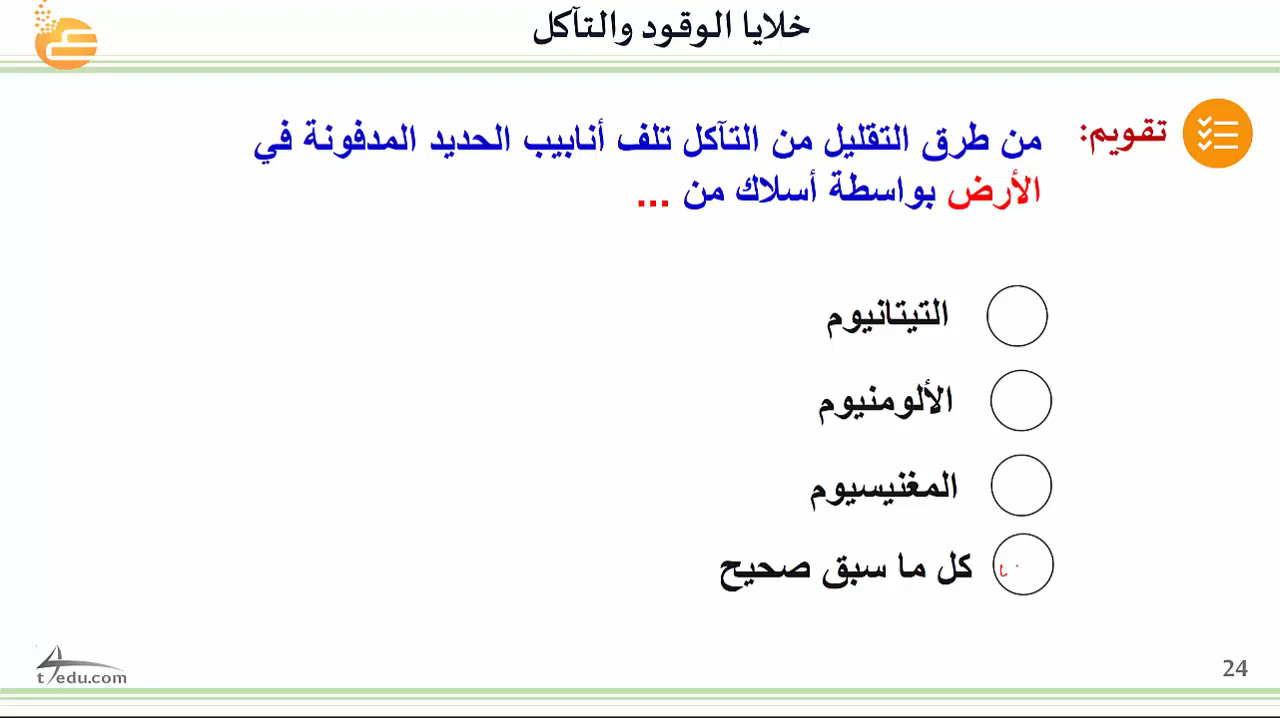 خلايا الوقود والتآكل
تقويم:
من طرق التقليل من التآكل تلف أنابيب الحديد المدفونة في
الأرض بواسطة أسلاك من ...
التيتانيوم
الألومنيوم
المغنيسيوم
كل ما سبق صحيح
t4edu.com
24